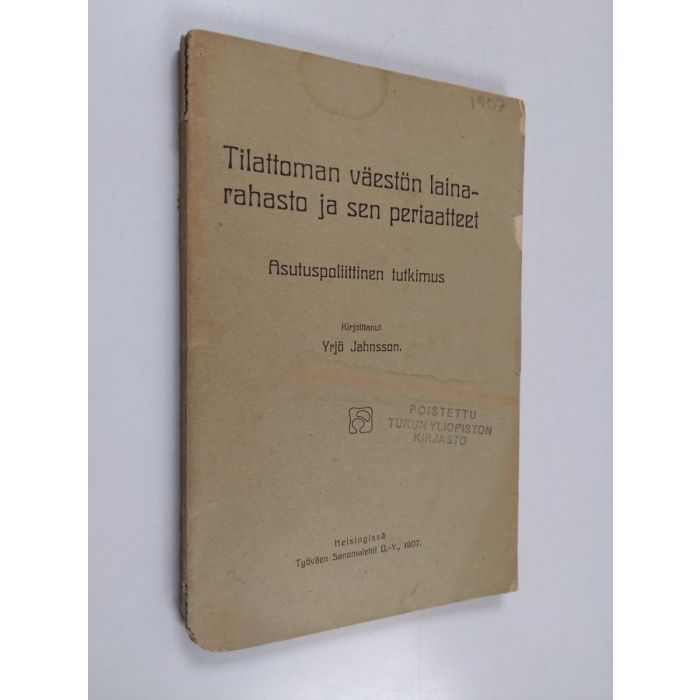 1907
Tilattoman väestön laina-
rahasto ja sen periaatteet
Asutuspoliittinen tutkimus
Kirjoittanut
Yrjö Jahnsson.
POISTETTU
TURUN YLIOPISTON
KIRJASTO
Helsingissä
Työväen Sanomalehti O.-Y., 1907.